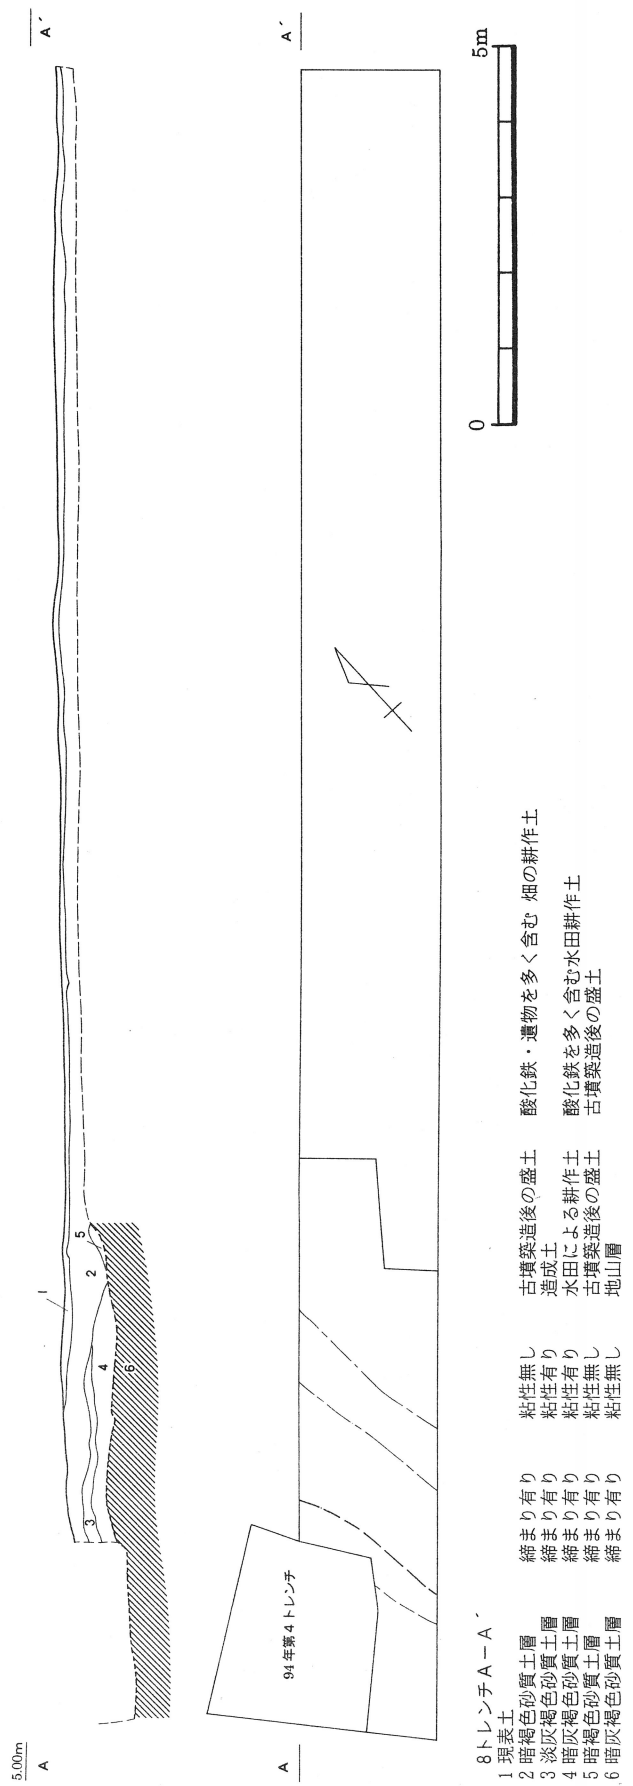 5.00m
A
A´
1
2
5
3
4
6
A
A´
94年第4トレンチ
0
5m
8トレンチA－A´
1 現表土
2 暗褐色砂質土層 締まり有り 粘性無し 古墳築造後の盛土 酸化鉄・遺物を多く含む 畑の耕作土
3 淡灰褐色砂質土層 締まり有り 粘性有り 造成土
4 暗灰褐色砂質土層 締まり有り 粘性有り 水田による耕作土 酸化鉄を多く含む水田耕作土
5 暗褐色砂質土層 締まり有り 粘性無し 古墳築造後の盛土 古墳築造後の盛土
6 暗灰褐色砂質土層 締まり有り 粘性無し 地山層